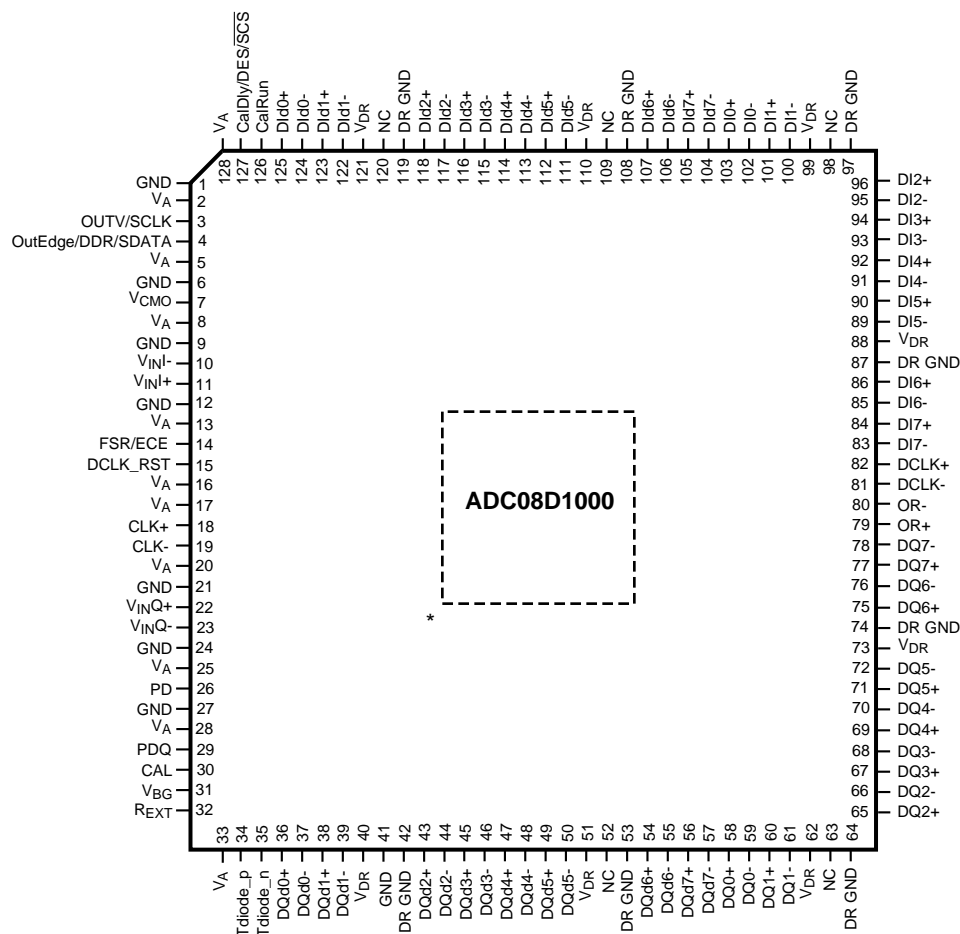 VA
CalDly/DES/SCS
CalRun
DId0+
DId0-
DId1+
DId1-
VDR
NC
DR GND
DId2+
DId2-
DId3+
DId3-
DId4+
DId4-
DId5+
DId5-
VDR
NC
DR GND
DId6+
DId6-
DId7+
DId7-
DI0+
DI0-
DI1+
DI1-
VDR
NC
DR GND
128
127
126
125
124
123
122
121
120
119
118
117
116
115
114
113
112
111
110
109
108
107
106
105
104
103
102
101
100
99
98
97
GND 1
VA 2
OUTV/SCLK 3
OutEdge/DDR/SDATA 4
VA 5
GND 6
VCMO 7
VA 8
GND 9
VINI- 10
VINI+ 11
GND 12
VA 13
FSR/ECE 14
DCLK_RST 15
VA 16
VA 17
CLK+ 18
CLK- 19
VA 20
GND 21
VINQ+ 22
VINQ- 23
GND 24
VA 25
PD 26
GND 27
VA 28
PDQ 29
CAL 30
VBG 31
REXT 32
ADC08D1000
*
96 DI2+
95 DI2-
94 DI3+
93 DI3-
92 DI4+
91 DI4-
90 DI5+
89 DI5-
88 VDR
87 DR GND
86 DI6+
85 DI6-
84 DI7+
83 DI7-
82 DCLK+
81 DCLK-
80 OR-
79 OR+
78 DQ7-
77 DQ7+
76 DQ6-
75 DQ6+
74 DR GND
73 VDR
72 DQ5-
71 DQ5+
70 DQ4-
69 DQ4+
68 DQ3-
67 DQ3+
66 DQ2-
65 DQ2+
33
34
35
36
37
38
39
40
41
42
43
44
45
46
47
48
49
50
51
52
53
54
55
56
57
58
59
60
61
62
63
64
VA
Tdiode_p
Tdiode_n
DQd0+
DQd0-
DQd1+
DQd1-
VDR
GND
DR GND
DQd2+
DQd2-
DQd3+
DQd3-
DQd4+
DQd4-
DQd5+
DQd5-
VDR
NC
DR GND
DQd6+
DQd6-
DQd7+
DQd7-
DQ0+
DQ0-
DQ1+
DQ1-
VDR
NC
DR GND